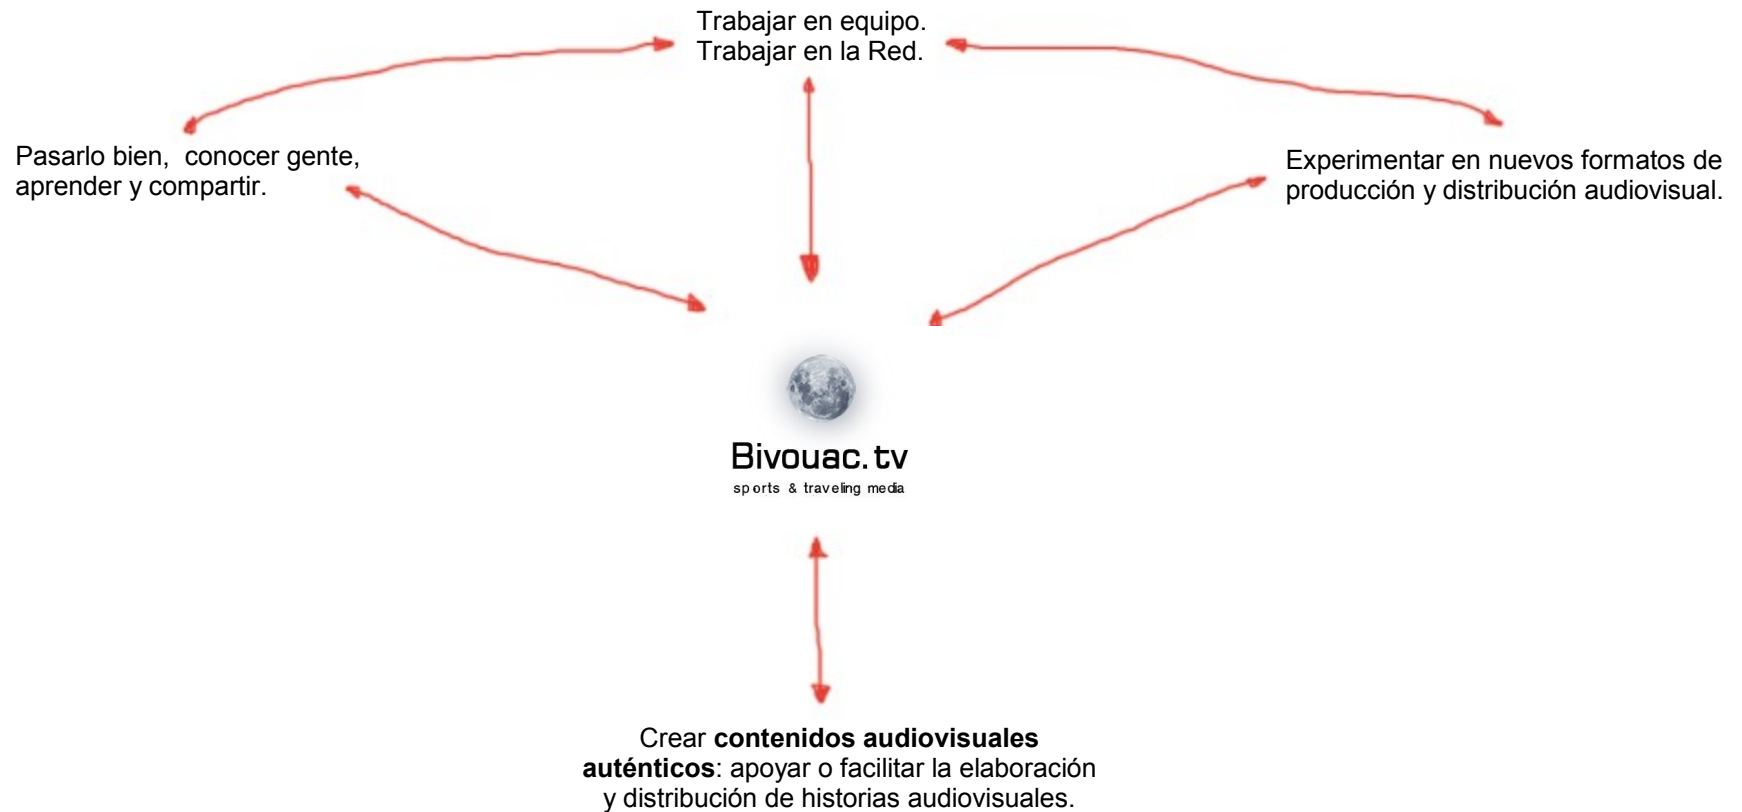 Trabajar en equipo.
Trabajar en la Red.
Pasarlo bien,  conocer gente,
aprender y compartir.
Experimentar en nuevos formatos de
producción y distribución audiovisual.
Bivouac.tv
sports & traveling media
Crear contenidos audiovisuales
auténticos: apoyar o facilitar la elaboración
y distribución de historias audiovisuales.